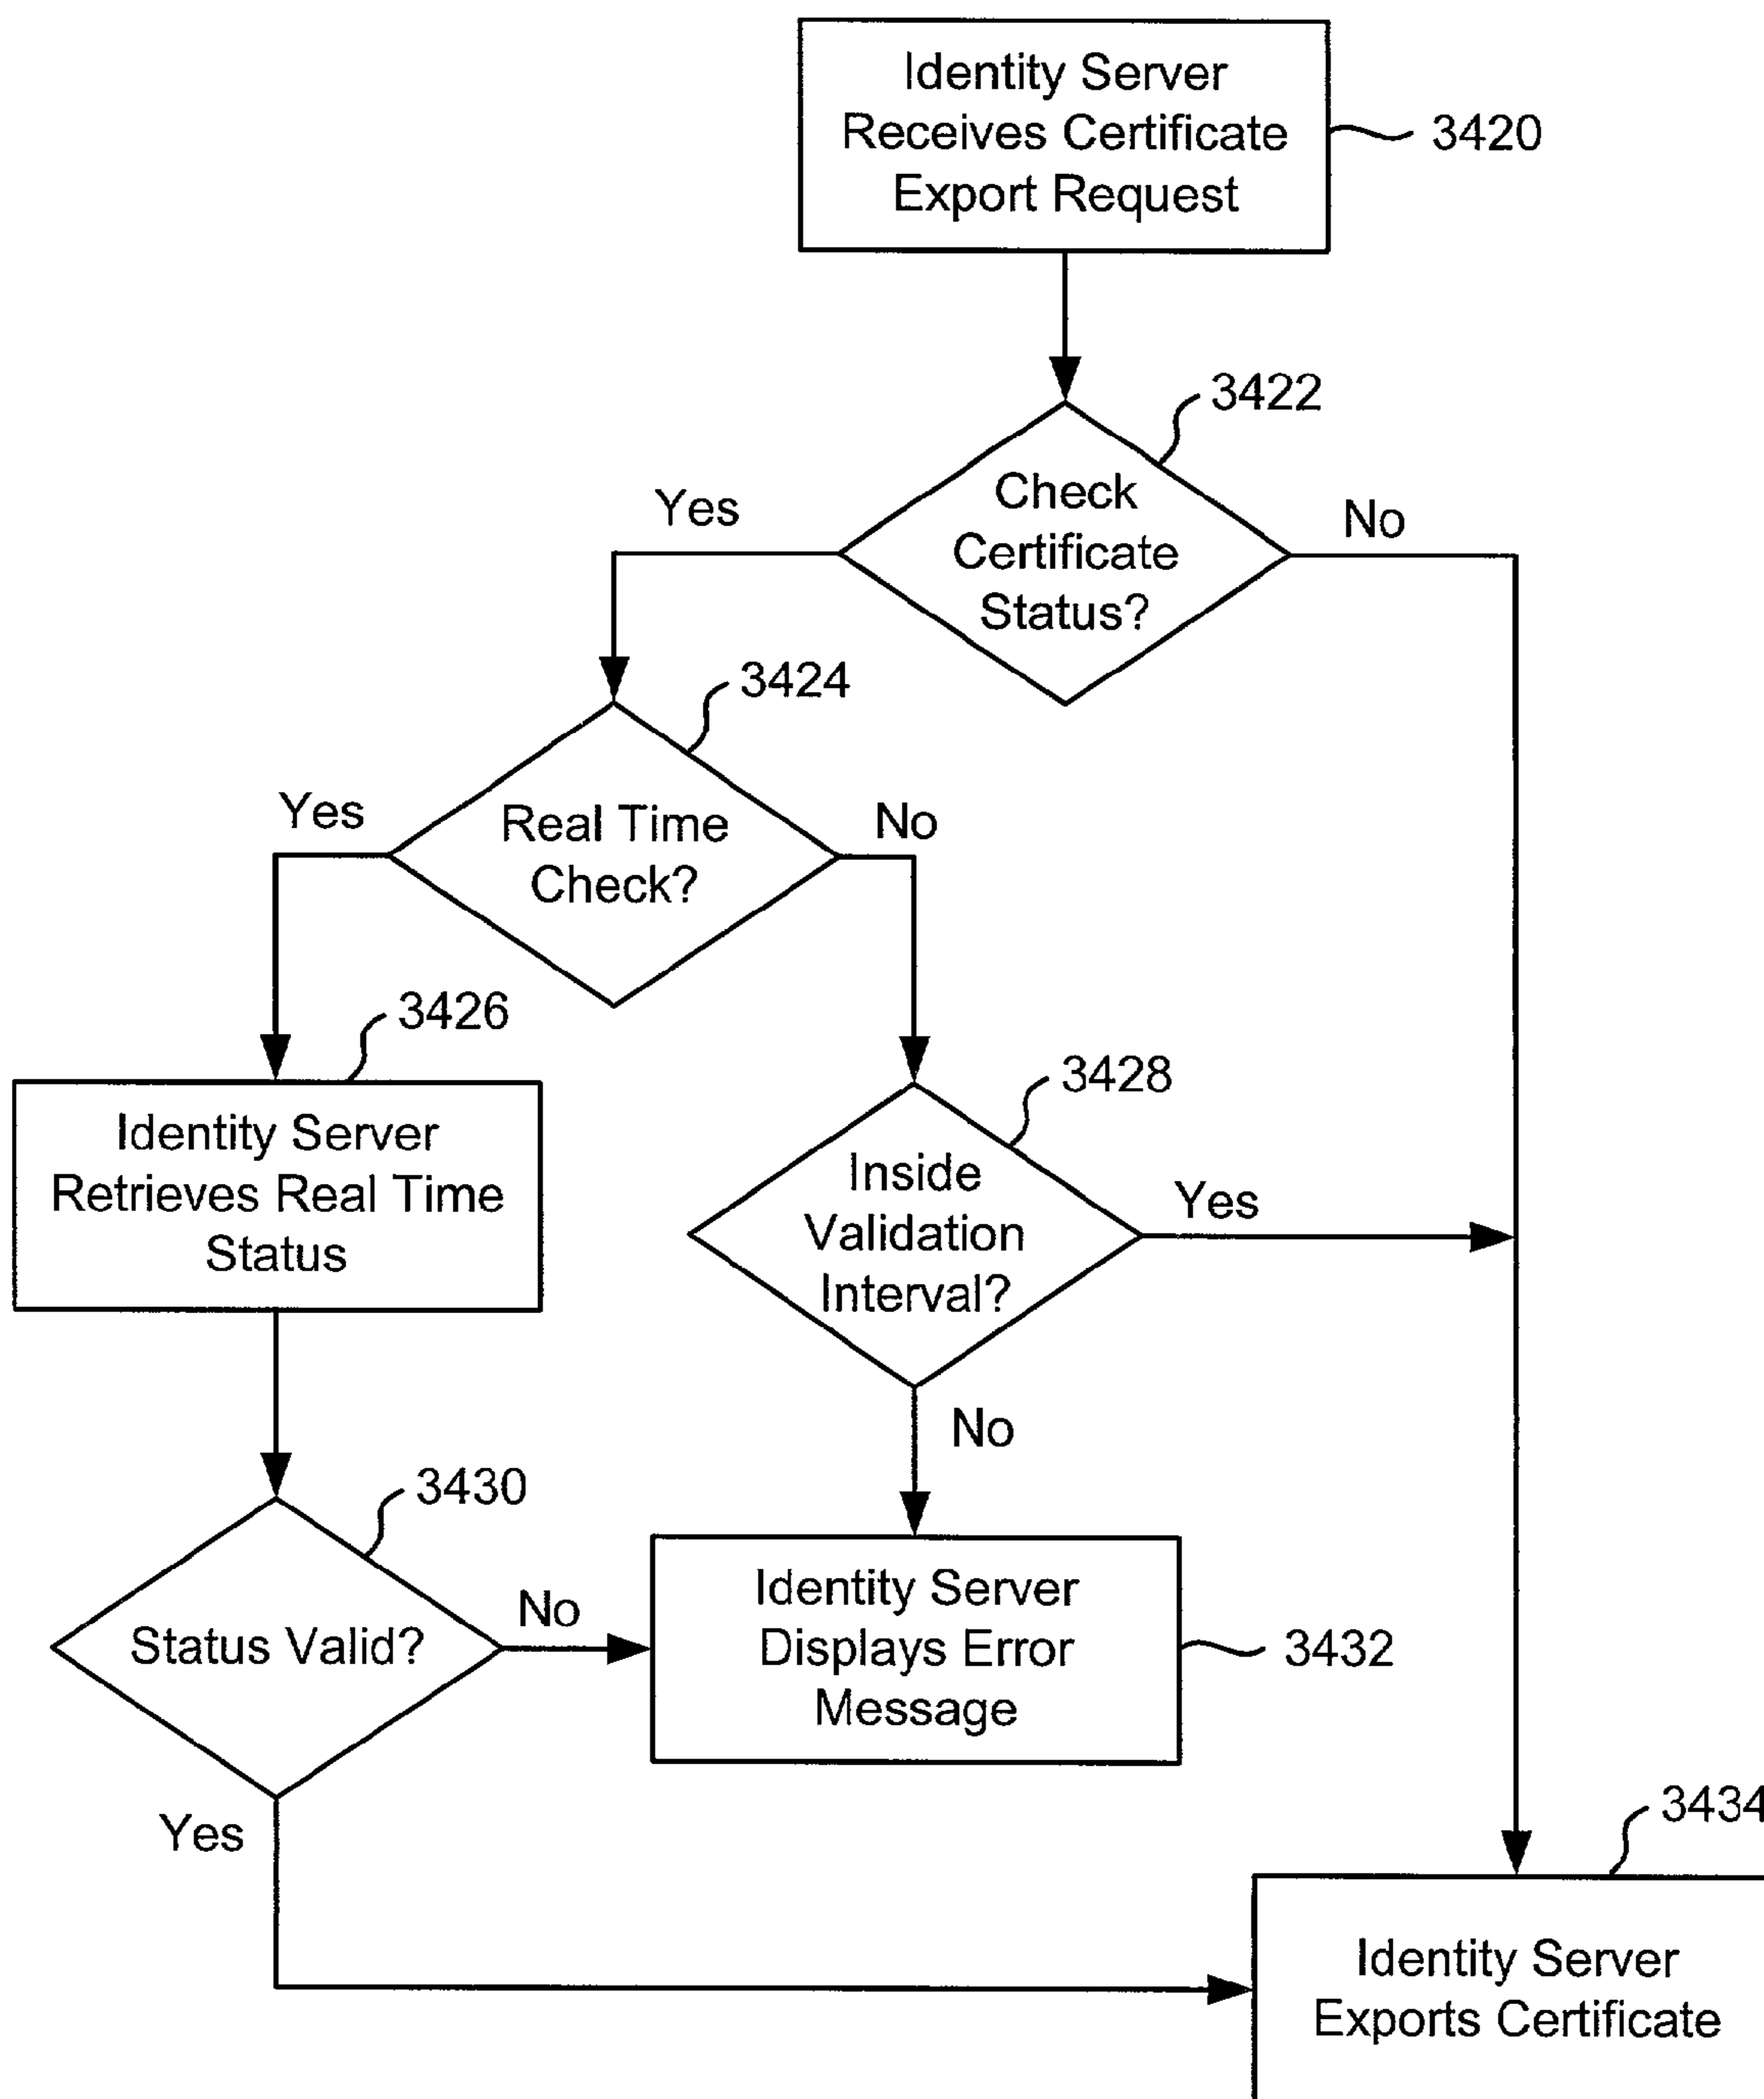 Identity Server
Receives Certificate
Export Request
3420
3422
Check
Certificate
Status?
Yes
No
3424
Real Time
Check?
Yes
No
3426
Identity Server
Retrieves Real Time
Status
3428
Inside
Validation
Interval?
Yes
No
3430
Status Valid?
No
Yes
Identity Server
Displays Error
Message
3432
3434
Identity Server
Exports Certificate